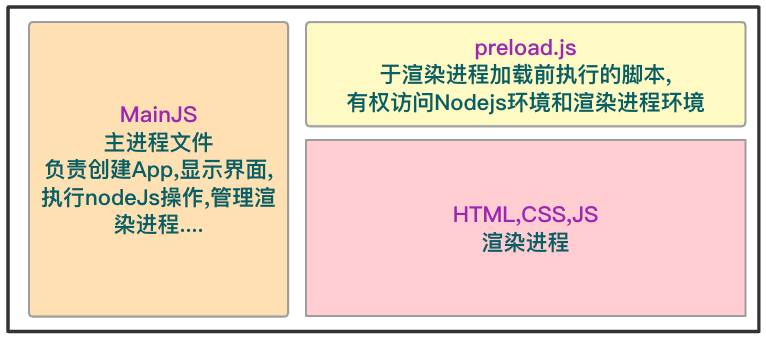 MainJS
主进程文件
负责创建App,显示界面,
执行nodeJs操作,管理渲
染进程....
preload.js
于渲染进程加载前执行的脚本,
有权访问Nodejs环境和渲染进程环境
HTML,CSS,JS
渲染进程